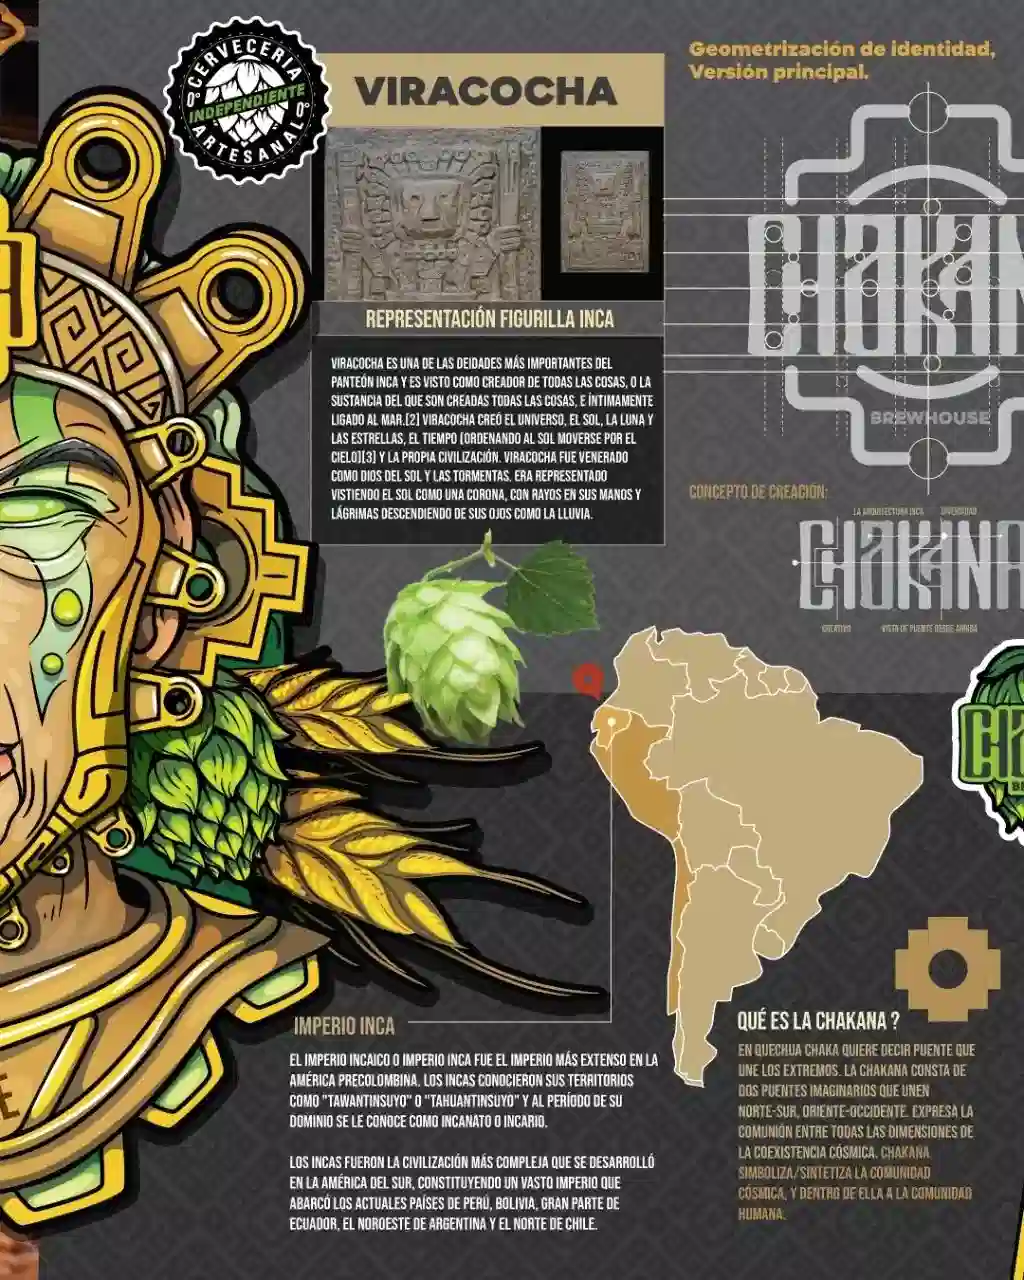 CERVECERIA
INDEPENDIENTE
ARTESANAL
VIRACOCHA
REPRESENTACIÓN FIGURILLA INCA
VIRACOCHA ES UNA DE LAS DEIDADES MÁS IMPORTANTES DEL
PANTEÓN INCA Y ES VISTO COMO CREADOR DE TODAS LAS COSAS, O LA
SUSTANCIA DEL QUE SON CREADAS TODAS LAS COSAS, E ÍNTIMAMENTE
LIGADO AL MAR.[2] VIRACOCHA CREÓ EL UNIVERSO, EL SOL, LA LUNA Y
LAS ESTRELLAS, EL TIEMPO (ORDENANDO AL SOL MOVERSE POR EL
CIELO)[3] Y LA PROPIA CIVILIZACIÓN. VIRACOCHA FUE VENERADO
COMO DIOS DEL SOL Y LAS TORMENTAS. ERA REPRESENTADO
VISTIENDO EL SOL COMO UNA CORONA, CON RAYOS EN SUS MANOS Y
LÁGRIMAS DESCENDIENDO DE SUS OJOS COMO LA LLUVIA.
Geometrización de identidad,
Versión principal.
CHAKAN
BREWHOUSE
CONCEPTO DE CREACIÓN:
LA ARQUITECTURA INCA
DIVERSIDAD
CHAKANA
CREATIVO
VISTA DE PUENTE DESDE ARRIBA
IMPERIO INCA
EL IMPERIO INCAICO O IMPERIO INCA FUE EL IMPERIO MÁS EXTENSO EN LA
AMÉRICA PRECOLOMBINA. LOS INCAS CONOCIERON SUS TERRITORIOS
COMO "TAWANTINSUYO" O "TAHUANTINSUYO" Y AL PERÍODO DE SU
DOMINIO SE LE CONOCE COMO INCANATO O INCARIO.
LOS INCAS FUERON LA CIVILIZACIÓN MÁS COMPLEJA QUE SE DESARROLLÓ
EN LA AMÉRICA DEL SUR, CONSTITUYENDO UN VASTO IMPERIO QUE
ABARCÓ LOS ACTUALES PAÍSES DE PERÚ, BOLIVIA, GRAN PARTE DE
ECUADOR, EL NOROESTE DE ARGENTINA Y EL NORTE DE CHILE.
QUÉ ES LA CHAKANA ?
EN QUECHUA CHAKA QUIERE DECIR PUENTE QUE
UNE LOS EXTREMOS. LA CHAKANA CONSTA DE
DOS PUENTES IMAGINARIOS QUE UNEN
NORTE-SUR, ORIENTE-OCCIDENTE. EXPRESA LA
COMUNIÓN ENTRE TODAS LAS DIMENSIONES DE
LA COEXISTENCIA CÓSMICA. CHAKANA
SIMBOLIZA/SINTETIZA LA COMUNIDAD
CÓSMICA, Y DENTRO DE ELLA A LA COMUNIDAD
HUMANA.